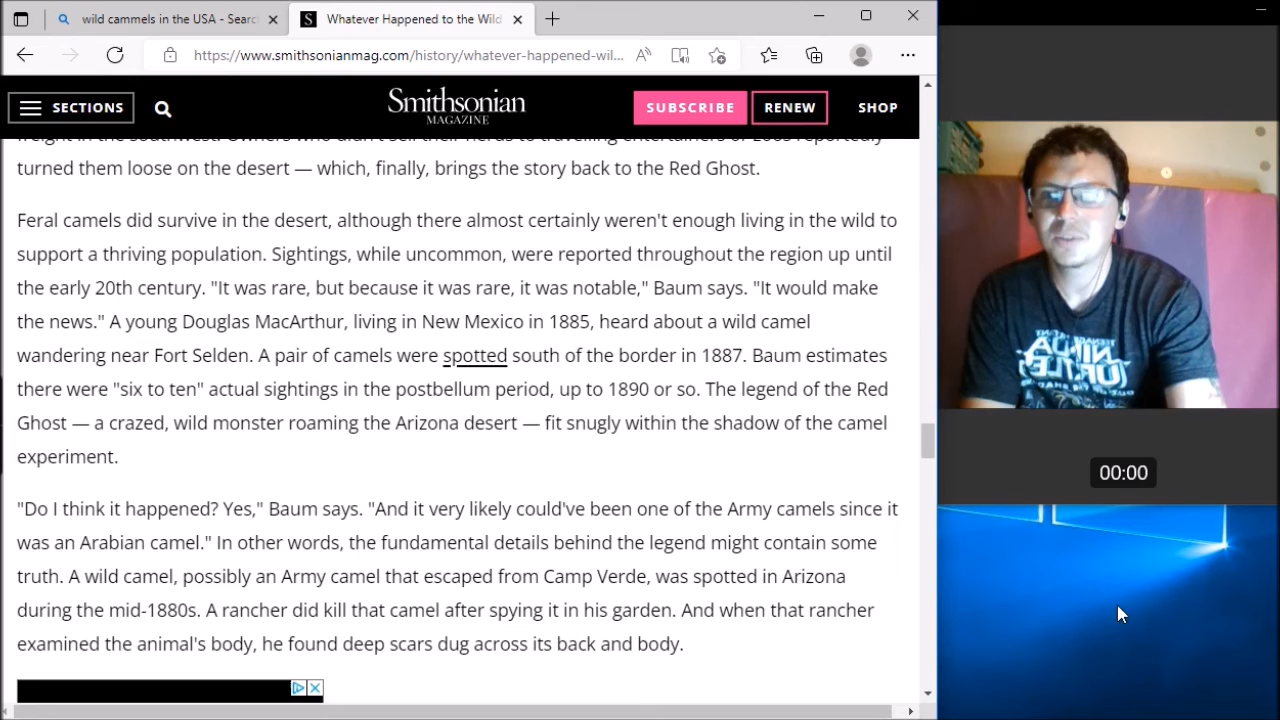 wild cammels in the USA - Searc
Whatever Happened to the Wild
https://www.smithsonianmag.com/history/whatever-happened-wil...
SECTIONS
Smithsonian
MAGAZINE
SUBSCRIBE
RENEW
SHOP
turned them loose on the desert — which, finally, brings the story back to the Red Ghost.
Feral camels did survive in the desert, although there almost certainly weren't enough living in the wild to
support a thriving population. Sightings, while uncommon, were reported throughout the region up until
the early 20th century. "It was rare, but because it was rare, it was notable," Baum says. "It would make
the news." A young Douglas MacArthur, living in New Mexico in 1885, heard about a wild camel
wandering near Fort Selden. A pair of camels were spotted south of the border in 1887. Baum estimates
there were "six to ten" actual sightings in the postbellum period, up to 1890 or so. The legend of the Red
Ghost — a crazed, wild monster roaming the Arizona desert — fit snugly within the shadow of the camel
experiment.
"Do I think it happened? Yes," Baum says. "And it very likely could've been one of the Army camels since it
was an Arabian camel." In other words, the fundamental details behind the legend might contain some
truth. A wild camel, possibly an Army camel that escaped from Camp Verde, was spotted in Arizona
during the mid-1880s. A rancher did kill that camel after spying it in his garden. And when that rancher
examined the animal's body, he found deep scars dug across its back and body.
TEENAGE MUTANT
NINJA
TURTLES
00:00